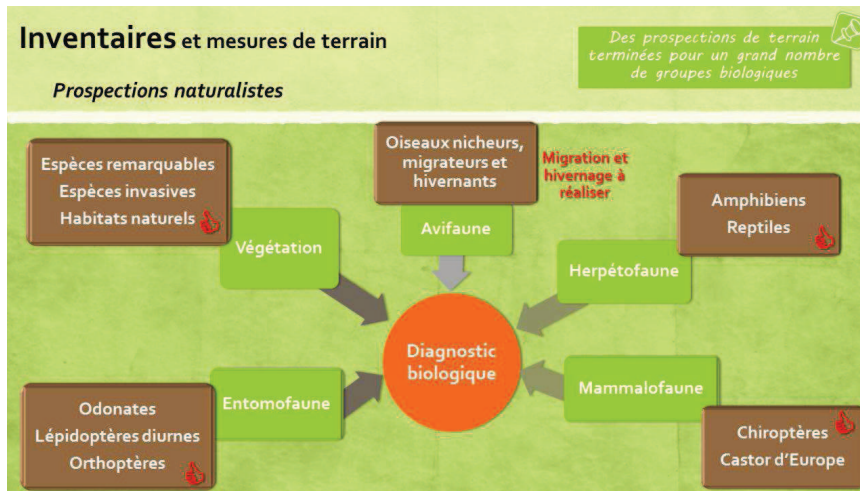 Inventaires et mesures de terrain
Des prospections de terrain
terminées pour un grand nombre
de groupes biologiques
Prospections naturalistes
Espèces remarquables
Espèces invasives
Habitats naturels
Végétation
Oiseaux nicheurs,
migrateurs et
hivernants
Migration et
hivernage à
réaliser
Avifaune
Amphibiens
Reptiles
Herpétofaune
Diagnostic
biologique
Odonates
Lépidoptères diurnes
Orthoptères
Entomofaune
Mammalofaune
Chiroptères
Castor d'Europe